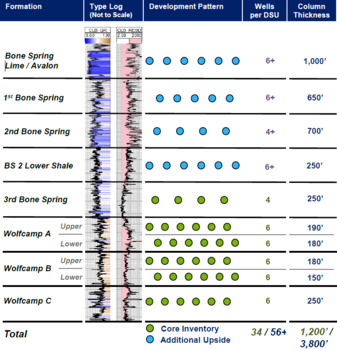 Formation Type Log Development Pattern Wells Column
(Not to Scale) per DSU Thickness
Bone Spring
Lime / Avalon 6+ 1,000'
1st Bone Spring 6+ 650'
2nd Bone Spring 4+ 700'
BS 2 Lower Shale 6+ 250'
3rd Bone Spring 4 250'
Wolfcamp A Upper 6 190'
Lower 6 180'
Wolfcamp B Upper 6 180'
Lower 6 150'
Wolfcamp C 6 250'
Total Core Inventory 34 / 56+ 1,200' /
Additional Upside 3,800'